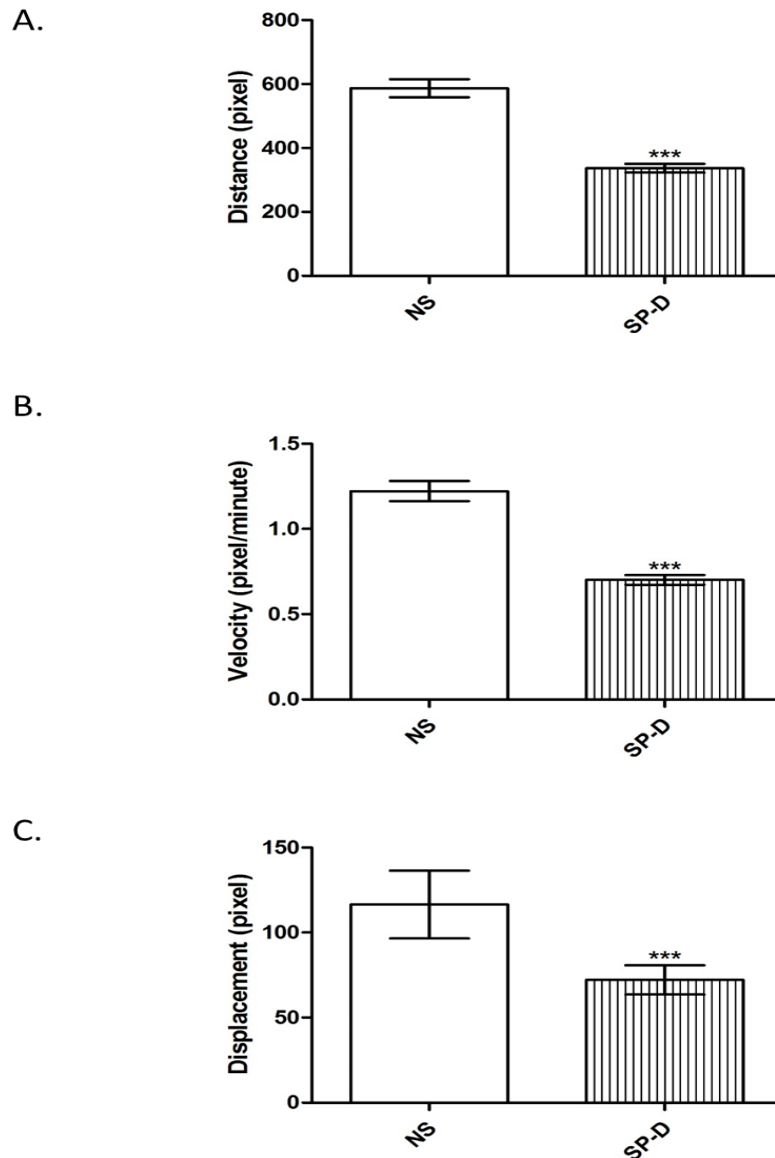 A.
Distance (pixel)
800
600
400
200
0
***
NS
SP-D
B.
Velocity (pixel/minute)
1.5
1.0
0.5
0.0
***
NS
SP-D
C.
Displacement (pixel)
150
100
50
0
***
NS
SP-D